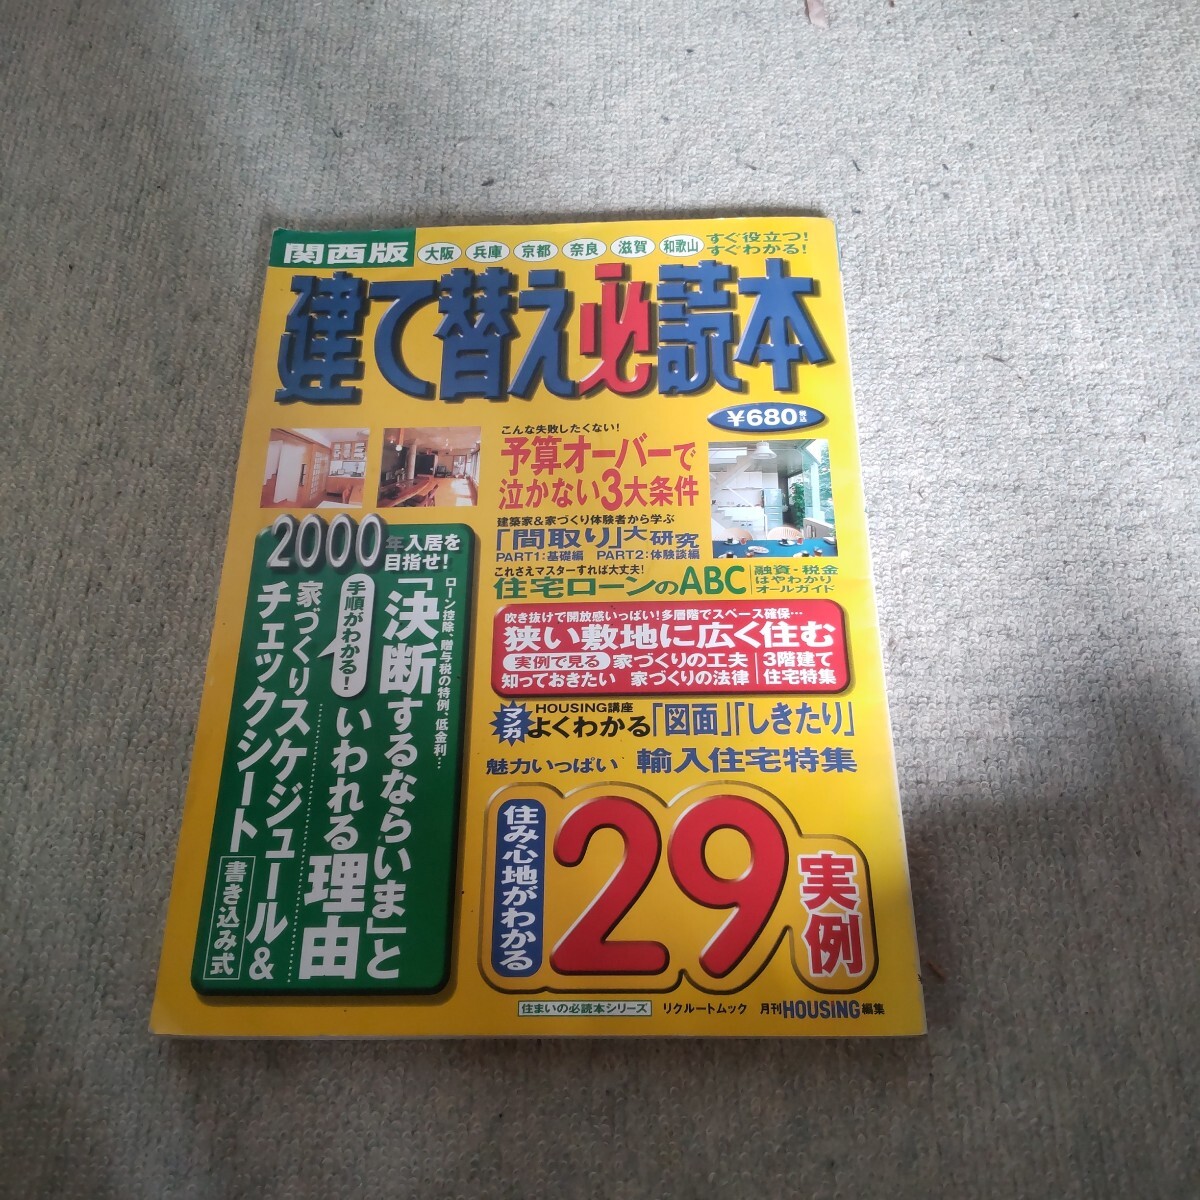 関西版
大阪 兵庫 京都 奈良 滋賀 和歌山
すぐ役立つ!
すぐわかる!
建て替え必読本
¥680税込
こんな失敗したくない!
予算オーバーで
泣かない3大条件
建築家&家づくり体験者から学ぶ
「間取り」大研究
PART1:基礎編 PART2:体験談編
これさえマスターすれば大丈夫!
住宅ローンのABC
融資・税金
はやわかり
オールガイド
吹き抜けで開放感いっぱい!多層階でスペース確保…
狭い敷地に広く住む
実例で見る 家づくりの工夫
知っておきたい 家づくりの法律
3階建て
住宅特集
マンガ
HOUSING講座
よくわかる「図面」「しきたり」
魅力いっぱい 輸入住宅特集
2000年入居を
目指せ!
ローン控除、贈与税の特例、低金利…
「決断するならいま」と
いわれる理由
手順がわかる!
家づくりスケジュール&
チェックシート
書き込み式
住み心地がわかる
29実例
住まいの必読本シリーズ リクルートムック 月刊HOUSING編集